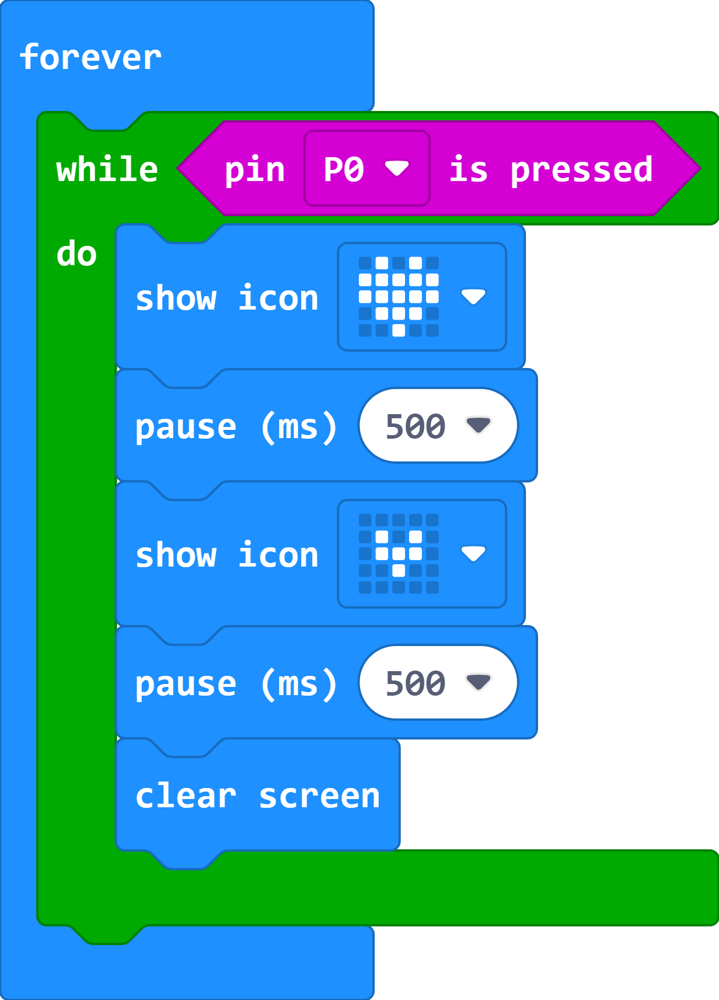 forever
while pin P0 is pressed
do
show icon
pause (ms) 500
show icon
pause (ms) 500
clear screen